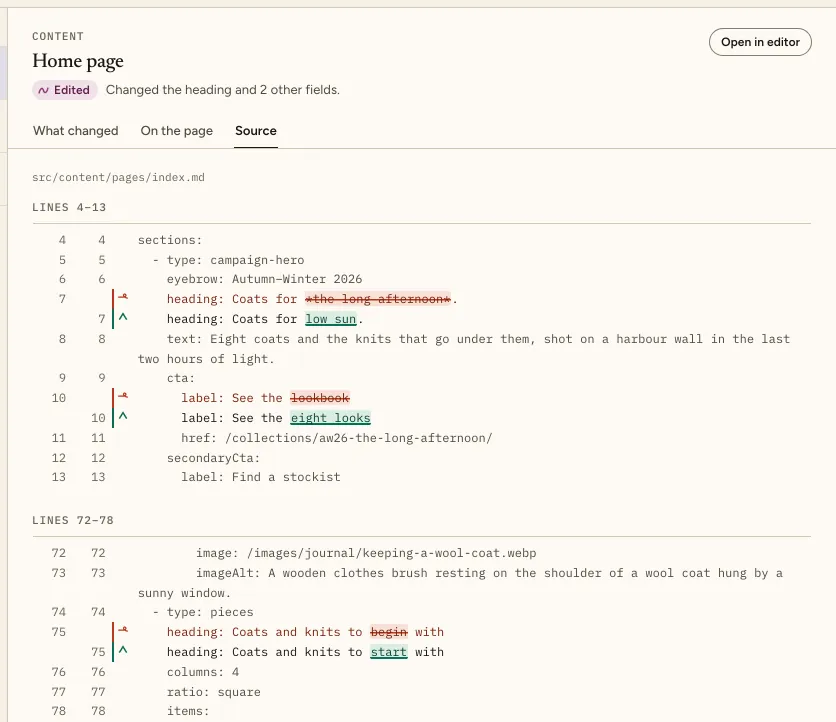 CONTENT
Home page
Open in editor
Edited Changed the heading and 2 other fields.
What changed On the page Source
src/content/pages/index.md
LINES 4–13
4 4 sections:
5 5 - type: campaign-hero
6 6 eyebrow: Autumn–Winter 2026
7 heading: Coats for *the long afternoon*.
7 heading: Coats for low sun.
8 8 text: Eight coats and the knits that go under them, shot on a harbour wall in the last
two hours of light.
9 9 cta:
10 label: See the lookbook
10 label: See the eight looks
11 11 href: /collections/aw26-the-long-afternoon/
12 12 secondaryCta:
13 13 label: Find a stockist
LINES 72–78
72 72 image: /images/journal/keeping-a-wool-coat.webp
73 73 imageAlt: A wooden clothes brush resting on the shoulder of a wool coat hung by a
sunny window.
74 74 - type: pieces
75 heading: Coats and knits to begin with
75 heading: Coats and knits to start with
76 76 columns: 4
77 77 ratio: square
78 78 items: